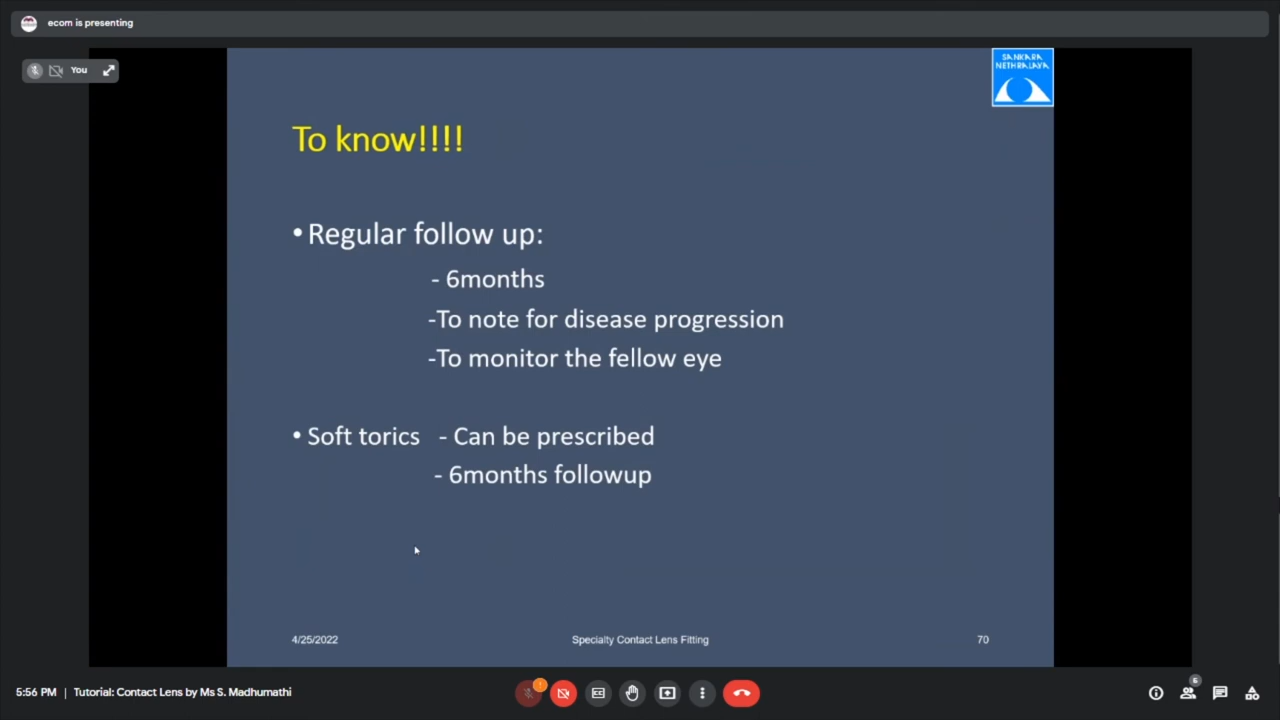 ecom is presenting
You
SANKARA
NETHRALAYA
To know!!!!
• Regular follow up:
- 6months
-To note for disease progression
-To monitor the fellow eye
• Soft torics - Can be prescribed
- 6months followup
4/25/2022 Specialty Contact Lens Fitting 70
5:56 PM | Tutorial: Contact Lens by Ms S. Madhumathi
6